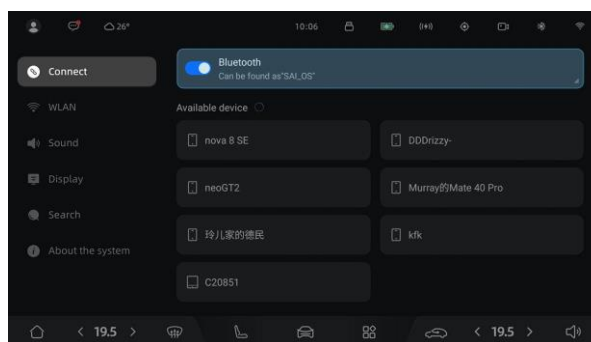 26°
10:06
Connect
Bluetooth
Can be found as"SAI_OS"
WLAN
Available device
Sound
nova 8 SE
DDDrizzy-
Display
neoGT2
Murray的Mate 40 Pro
Search
玲儿家的德民
kfk
About the system
C20851
< 19.5 >
< 19.5 >